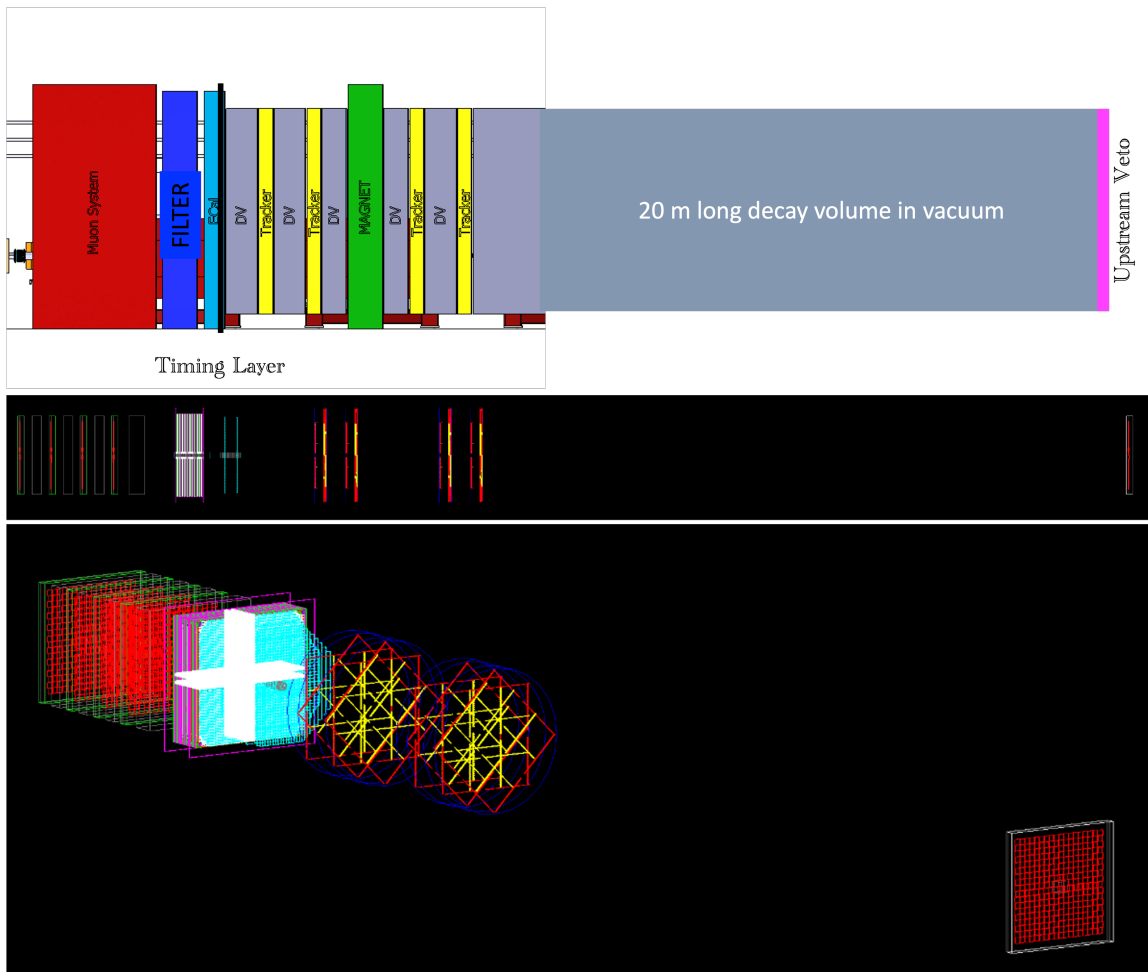 Muon System
FILTER
ECal
DV
Tracker
DV
Tracker
DV
MAGNET
DV
Tracker
DV
Tracker
20 m long decay volume in vacuum
Upstream Veto
Timing Layer